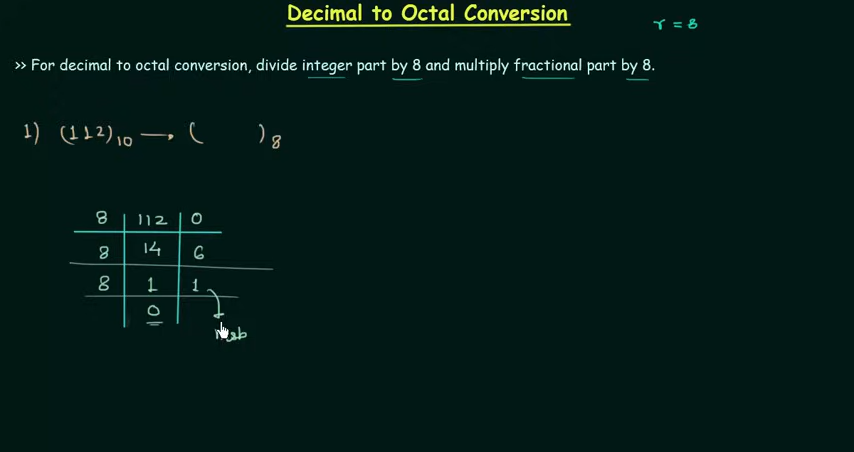 Decimal to Octal Conversion
r = 8
>> For decimal to octal conversion, divide integer part by 8 and multiply fractional part by 8.
1) (112)₁₀ → ( )₈
8 112 0
8 14 6
8 1 1
0